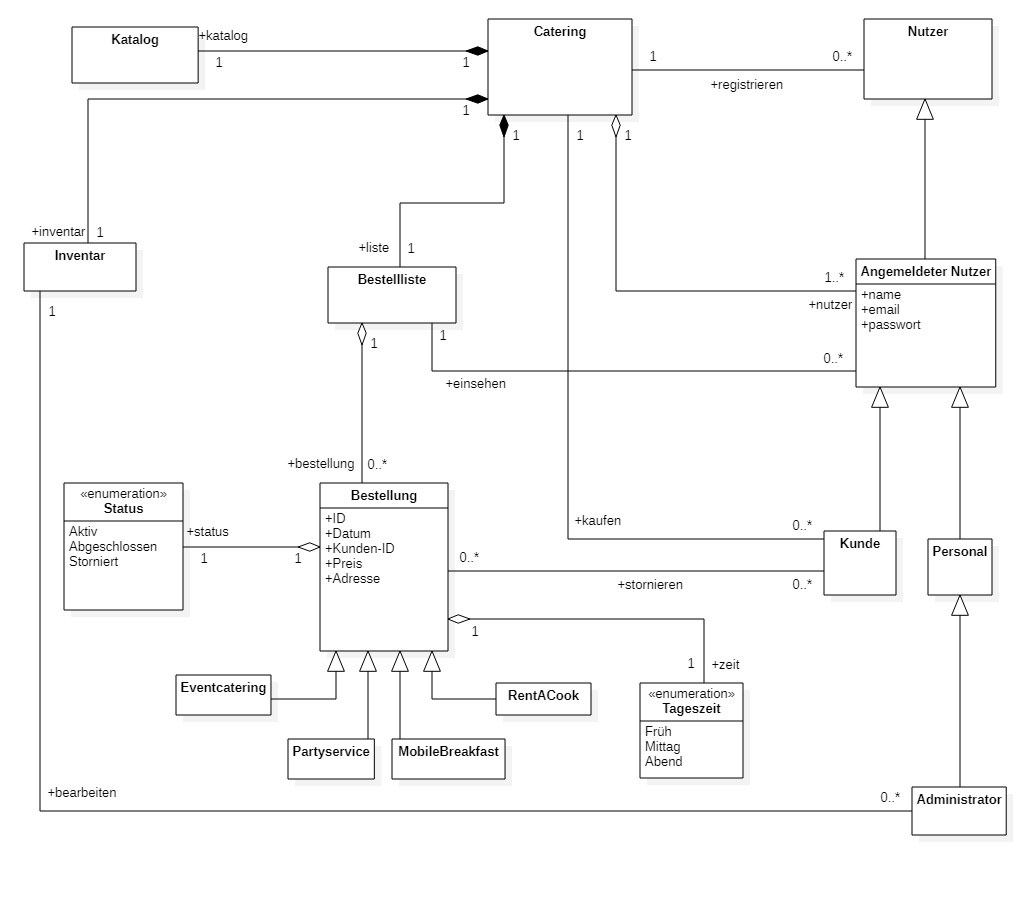 Katalog
+katalog
1
1
Catering
1
0..*
+registrieren
Nutzer
1
1
1
1
+inventar
1
Inventar
1
+liste
1
Bestellliste
1
1
1..*
+nutzer
Angemeldeter Nutzer
+name
+email
+passwort
0..*
+einsehen
+bestellung
0..*
«enumeration»
Status
Aktiv
Abgeschlossen
Storniert
+status
1
1
Bestellung
+ID
+Datum
+Kunden-ID
+Preis
+Adresse
+kaufen
0..*
0..*
+stornieren
0..*
Kunde
Personal
1
1
+zeit
Eventcatering
RentACook
Partyservice
MobileBreakfast
«enumeration»
Tageszeit
Früh
Mittag
Abend
+bearbeiten
0..*
Administrator